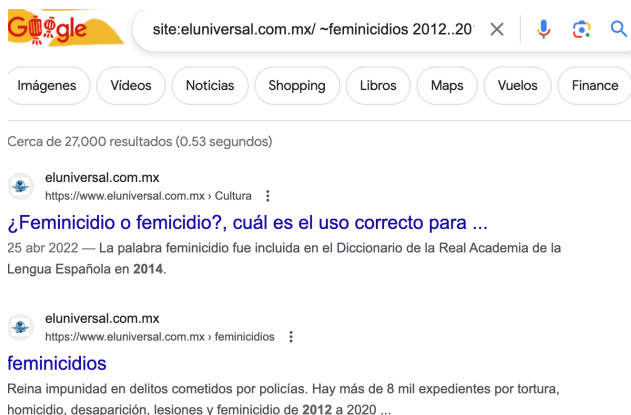 Google
site:eluniversal.com.mx/ ~feminicidios 2012..20
Imágenes
Vídeos
Noticias
Shopping
Libros
Maps
Vuelos
Finance
Cerca de 27,000 resultados (0.53 segundos)
eluniversal.com.mx
https://www.eluniversal.com.mx › Cultura
¿Feminicidio o femicidio?, cuál es el uso correcto para ...
25 abr 2022 — La palabra feminicidio fue incluida en el Diccionario de la Real Academia de la
Lengua Española en 2014.
eluniversal.com.mx
https://www.eluniversal.com.mx › feminicidios
feminicidios
Reina impunidad en delitos cometidos por policías. Hay más de 8 mil expedientes por tortura,
homicidio, desaparición, lesiones y feminicidio de 2012 a 2020 ...